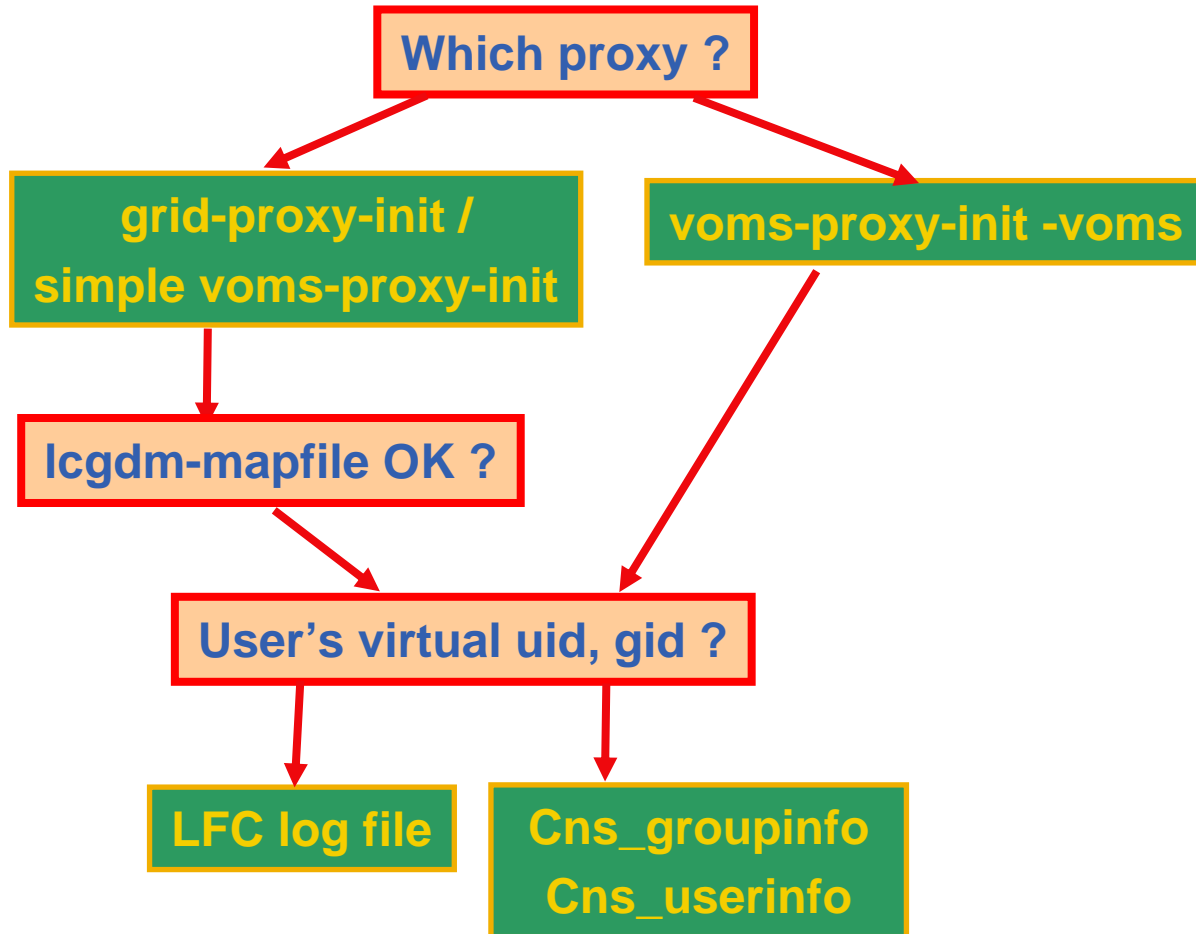 Which proxy ?
grid-proxy-init /
simple voms-proxy-init
voms-proxy-init -voms
lcgdm-mapfile OK ?
User’s virtual uid, gid ?
LFC log file
Cns_groupinfo
Cns_userinfo